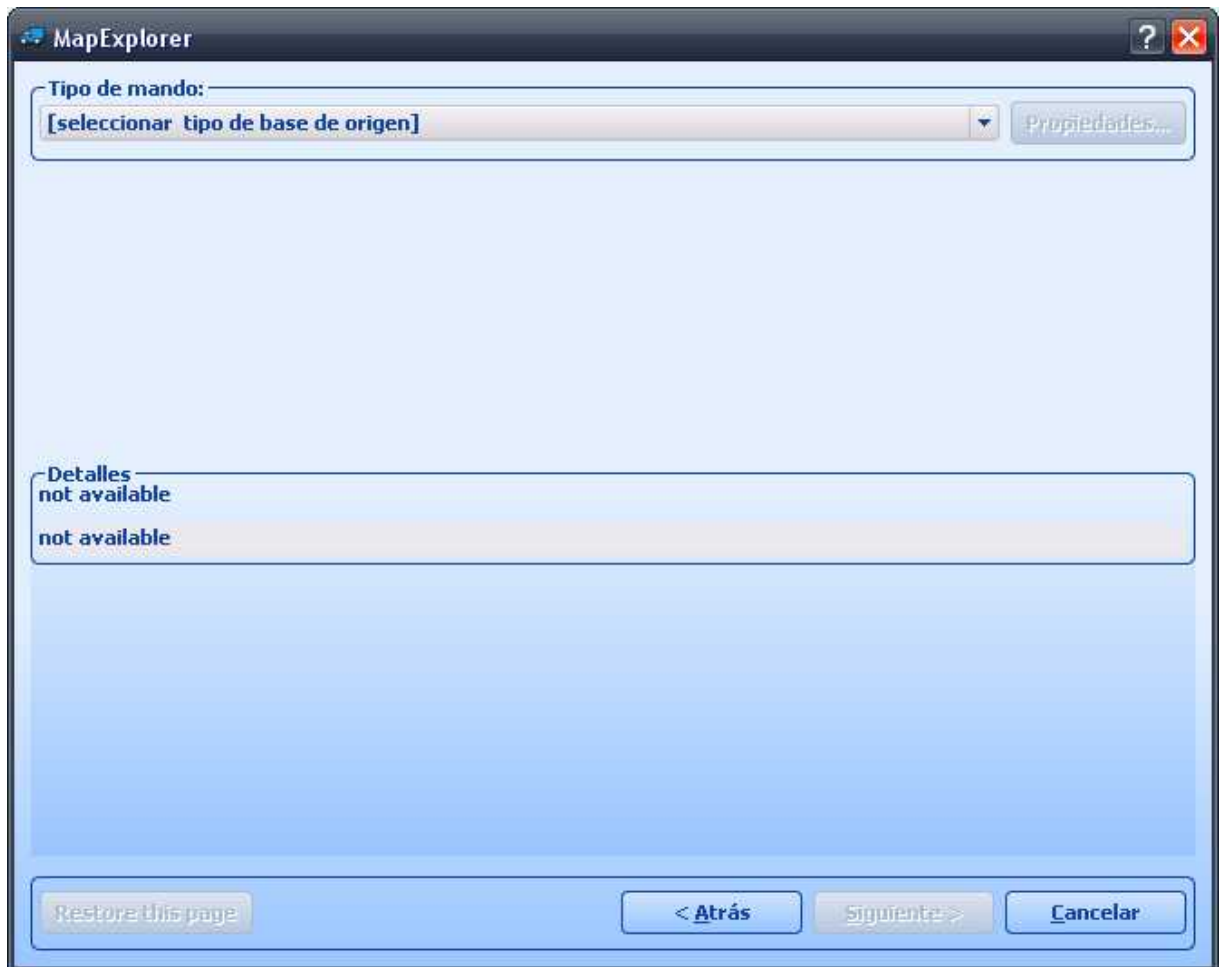 MapExplorer
Tipo de mando:
[seleccionar tipo de base de origen]
Propiedades...
Detalles
not available
not available
Restore this page
< Atrás
Siguiente >
Cancelar